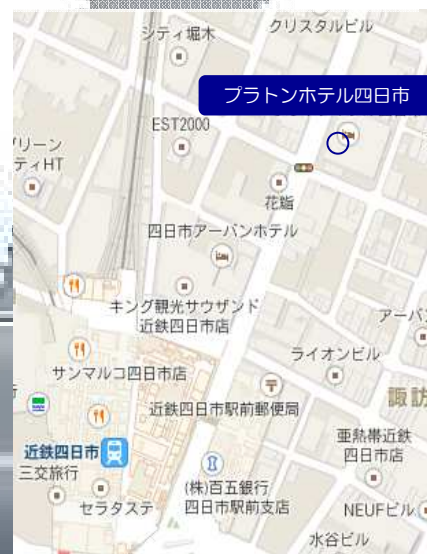 シティ堀木
クリスタルビル
プラトンホテル四日市
EST2000
グリーン
ティHT
花鮨
四日市アーバンホテル
キング観光サウザンド
近鉄四日市店
アーバ
ライオンビル
サンマルコ四日市店
近鉄四日市駅前郵便局
諏訪
亜熱帯近鉄
四日市店
近鉄四日市
三交旅行
セラタステ
(株)百五銀行
四日市駅前支店
NEUFビル
水谷ビル